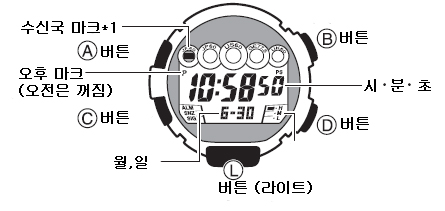 수신국 마크*1
Ⓐ버튼
Ⓑ버튼
오후 마크
(오전은 꺼짐)
P
PS
10:58 50
시·분·초
Ⓒ버튼
ALM
SNZ
SIG
6-30
H
M
L
Ⓓ버튼
월,일
Ⓛ
버튼 (라이트)